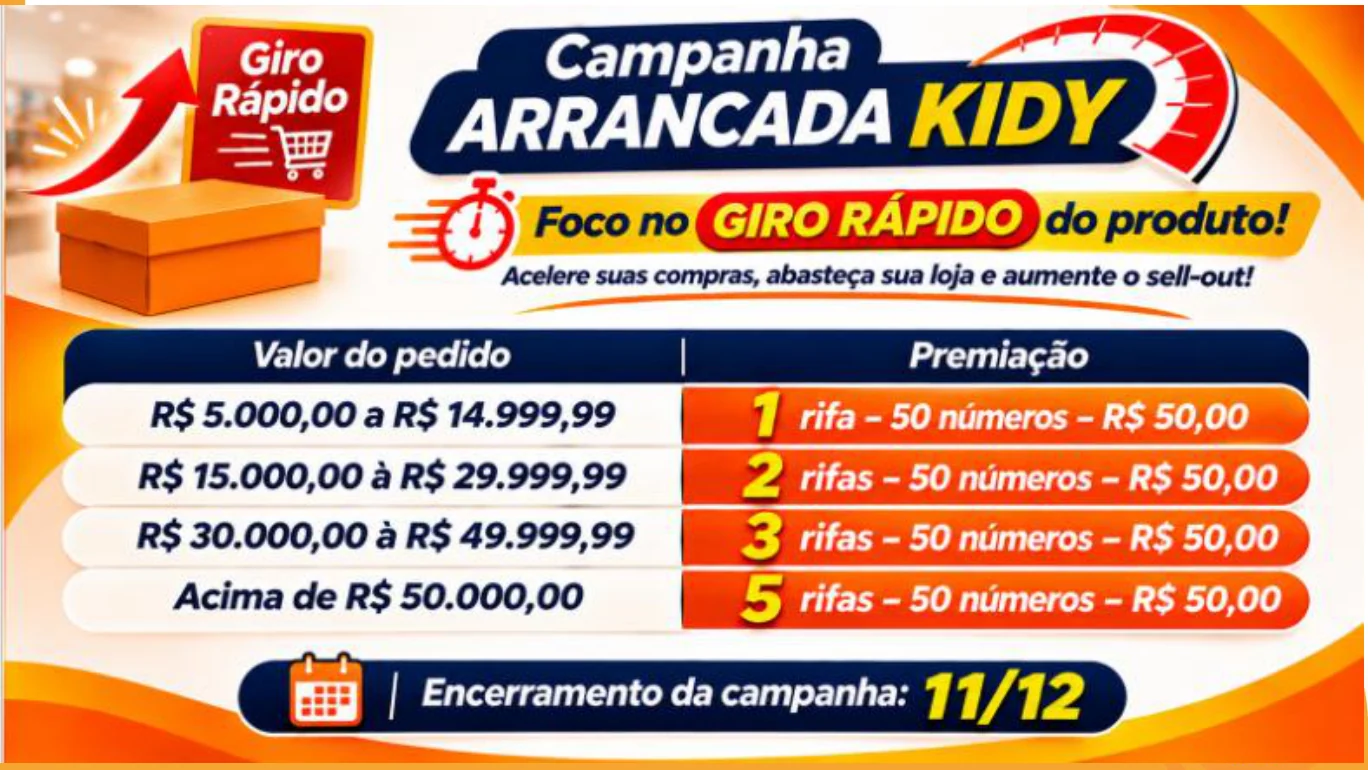 Giro
Rápido
Campanha
ARRANCADA KIDY
Foco no GIRO RÁPIDO do produto!
Acelere suas compras, abasteça sua loja e aumente o sell-out!
Valor do pedido | Premiação
R$ 5.000,00 a R$ 14.999,99 1 rifa – 50 números – R$ 50,00
R$ 15.000,00 à R$ 29.999,99 2 rifas – 50 números – R$ 50,00
R$ 30.000,00 à R$ 49.999,99 3 rifas – 50 números – R$ 50,00
Acima de R$ 50.000,00 5 rifas – 50 números – R$ 50,00
| Encerramento da campanha: 11/12